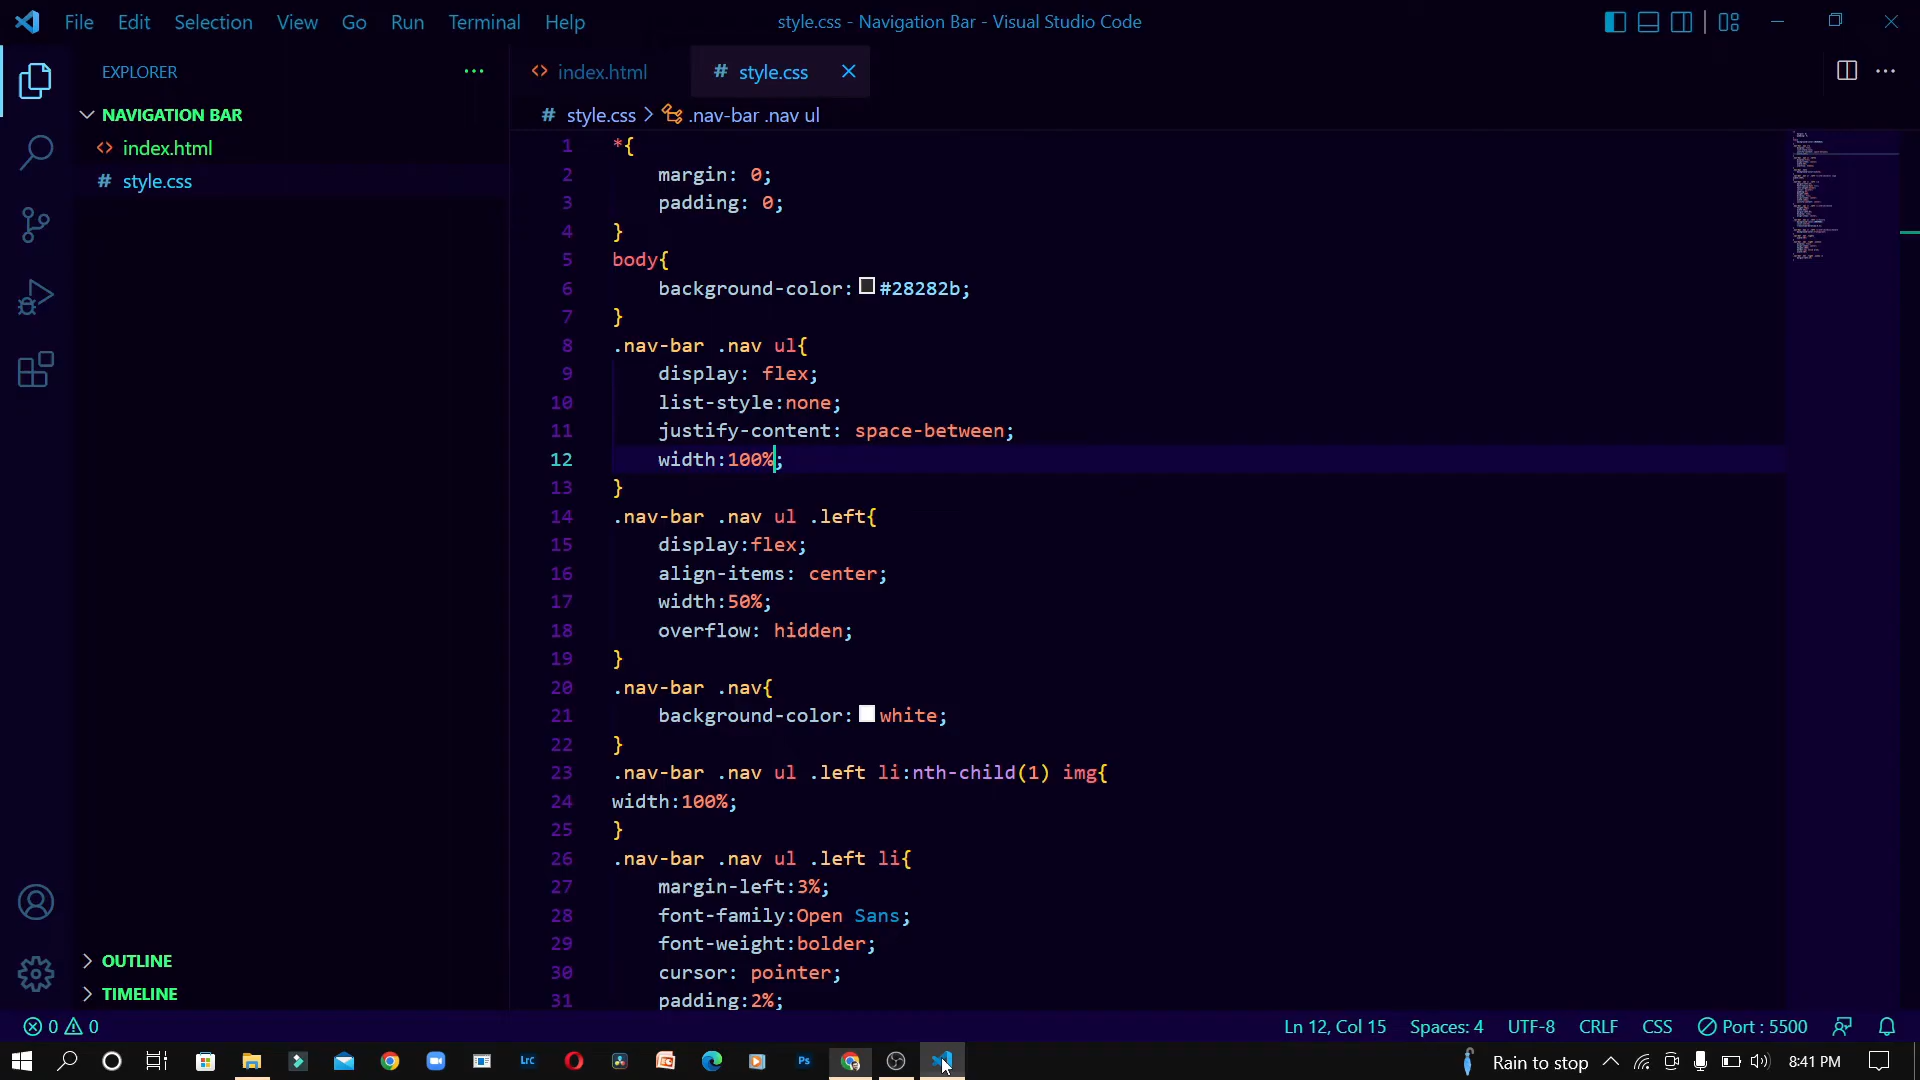 File Edit Selection View Go Run Terminal Help style.css - Navigation Bar - Visual Studio Code
EXPLORER
NAVIGATION BAR
index.html
style.css
OUTLINE
TIMELINE
index.html style.css
style.css > .nav-bar .nav ul
1 *{
2 margin: 0;
3 padding: 0;
4 }
5 body{
6 background-color: #28282b;
7 }
8 .nav-bar .nav ul{
9 display: flex;
10 list-style:none;
11 justify-content: space-between;
12 width:100%;
13 }
14 .nav-bar .nav ul .left{
15 display:flex;
16 align-items: center;
17 width:50%;
18 overflow: hidden;
19 }
20 .nav-bar .nav{
21 background-color: white;
22 }
23 .nav-bar .nav ul .left li:nth-child(1) img{
24 width:100%;
25 }
26 .nav-bar .nav ul .left li{
27 margin-left:3%;
28 font-family:Open Sans;
29 font-weight:bolder;
30 cursor: pointer;
31 padding:2%;
0 0 Ln 12, Col 15 Spaces: 4 UTF-8 CRLF CSS Port : 5500
Lrc Ps Rain to stop 8:41 PM